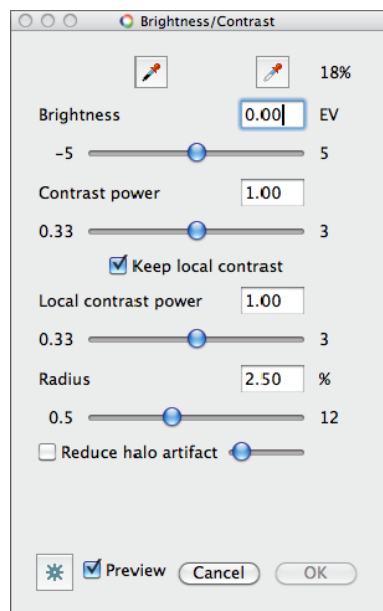 Brightness/Contrast
18%
Brightness 0.00 EV
-5 5
Contrast power 1.00
0.33 3
Keep local contrast
Local contrast power 1.00
0.33 3
Radius 2.50 %
0.5 12
Reduce halo artifact
Preview Cancel OK